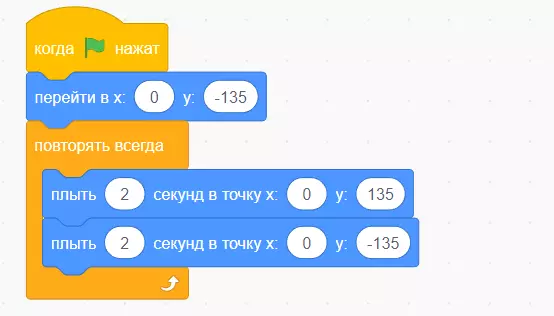 когда нажат
перейти в x: 0 y: -135
повторять всегда
плыть 2 секунд в точку x: 0 y: 135
плыть 2 секунд в точку x: 0 y: -135